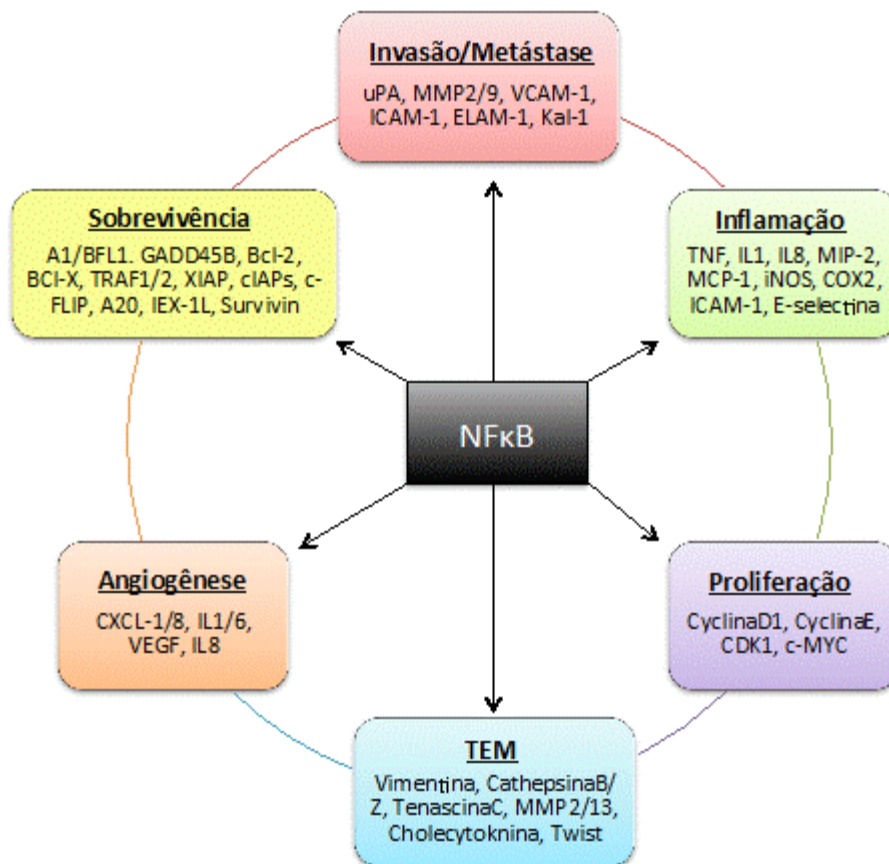 Invasão/Metástase
uPA, MMP2/9, VCAM-1,
ICAM-1, ELAM-1, Kal-1
Sobrevivência
A1/BFL1. GADD45B, Bcl-2,
BCl-X, TRAF1/2, XIAP, cIAPs, c-
FLIP, A20, IEX-1L, Survivin
Inflamação
TNF, IL1, IL8, MIP-2,
MCP-1, iNOS, COX2,
ICAM-1, E-selectina
NFκB
Angiogênese
CXCL-1/8, IL1/6,
VEGF, IL8
Proliferação
CyclinaD1, CyclinaE,
CDK1, c-MYC
TEM
Vimentina, CathepsinaB/
Z, TenascinaC, MMP2/13,
Cholecytoknina, Twist